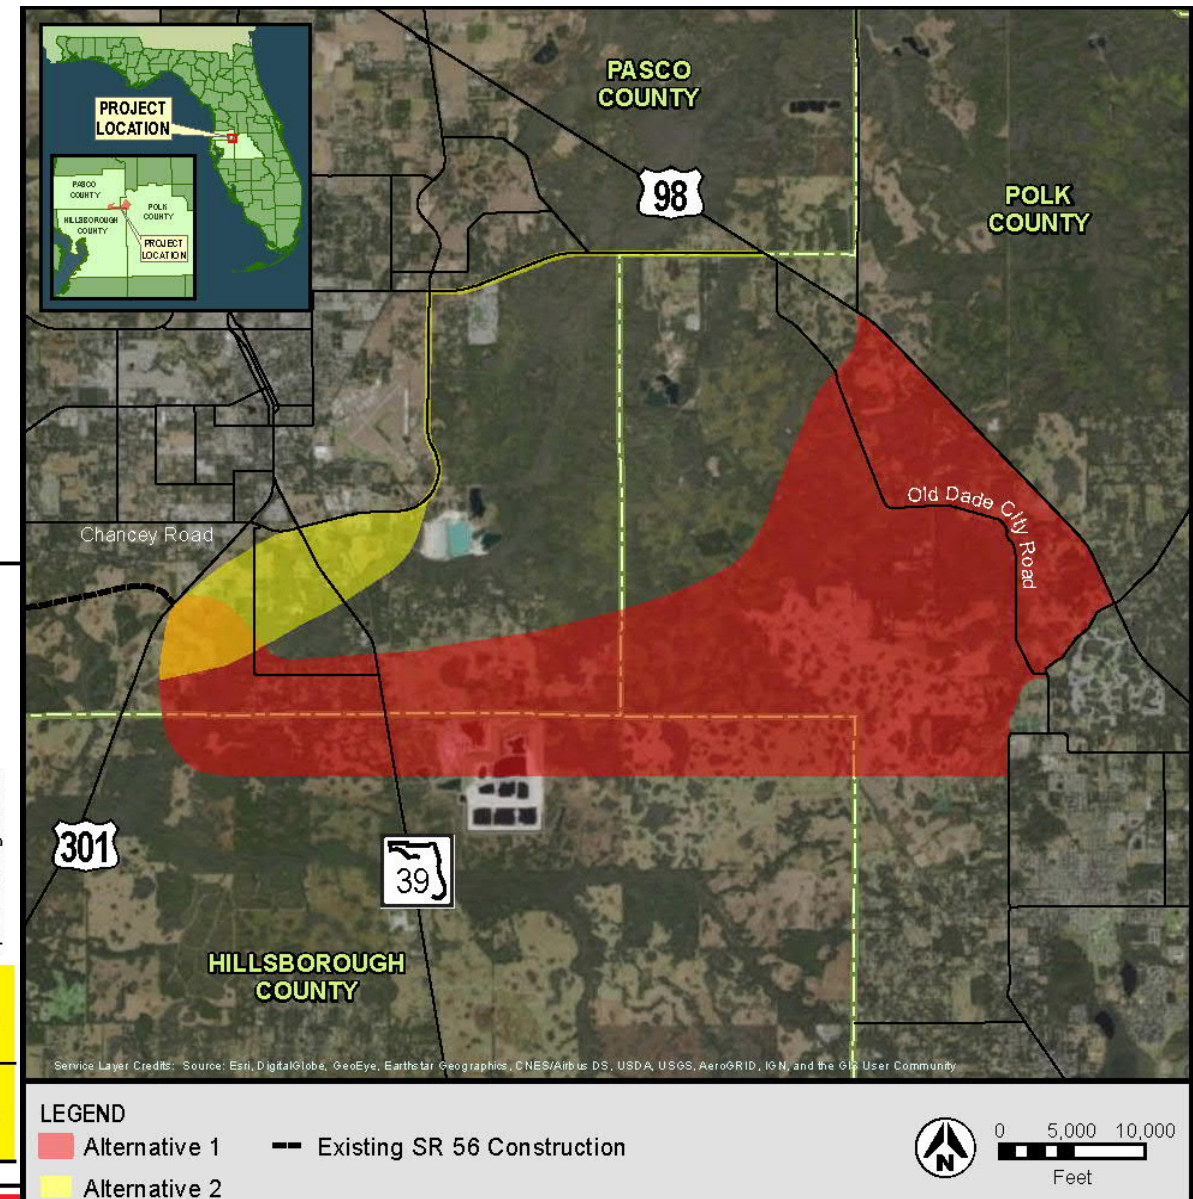 PROJECT
LOCATION
PASCO
COUNTY
POLK
COUNTY
HILLSBOROUGH
COUNTY
PROJECT
LOCATION
PASCO
COUNTY
98
POLK
COUNTY
Old Dade City Road
Chancey Road
301
39
HILLSBOROUGH
COUNTY
Service Layer Credits: Source: Esri, DigitalGlobe, GeoEye, Earthstar Geographics, CNES/Airbus DS, USDA, USGS, AeroGRID, IGN, and the GIS User Community
LEGEND
Alternative 1
Existing SR 56 Construction
Alternative 2
N
0 5,000 10,000
Feet